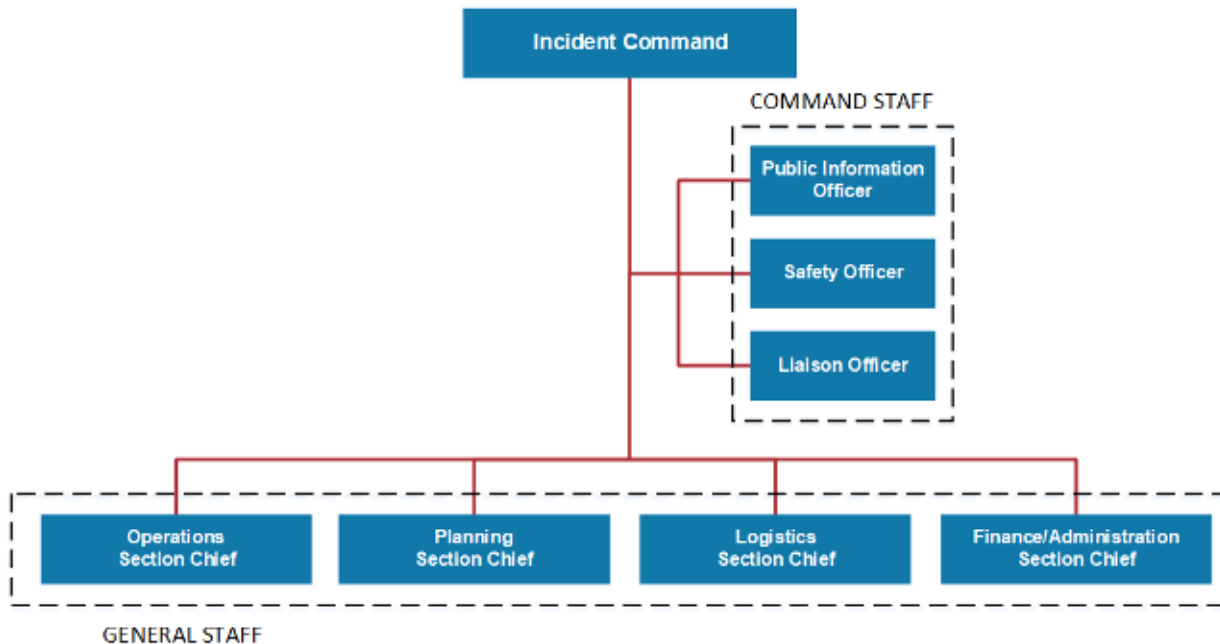 Incident Command
COMMAND STAFF
Public Information
Officer
Safety Officer
Liaison Officer
Operations
Section Chief
Planning
Section Chief
Logistics
Section Chief
Finance/Administration
Section Chief
GENERAL STAFF